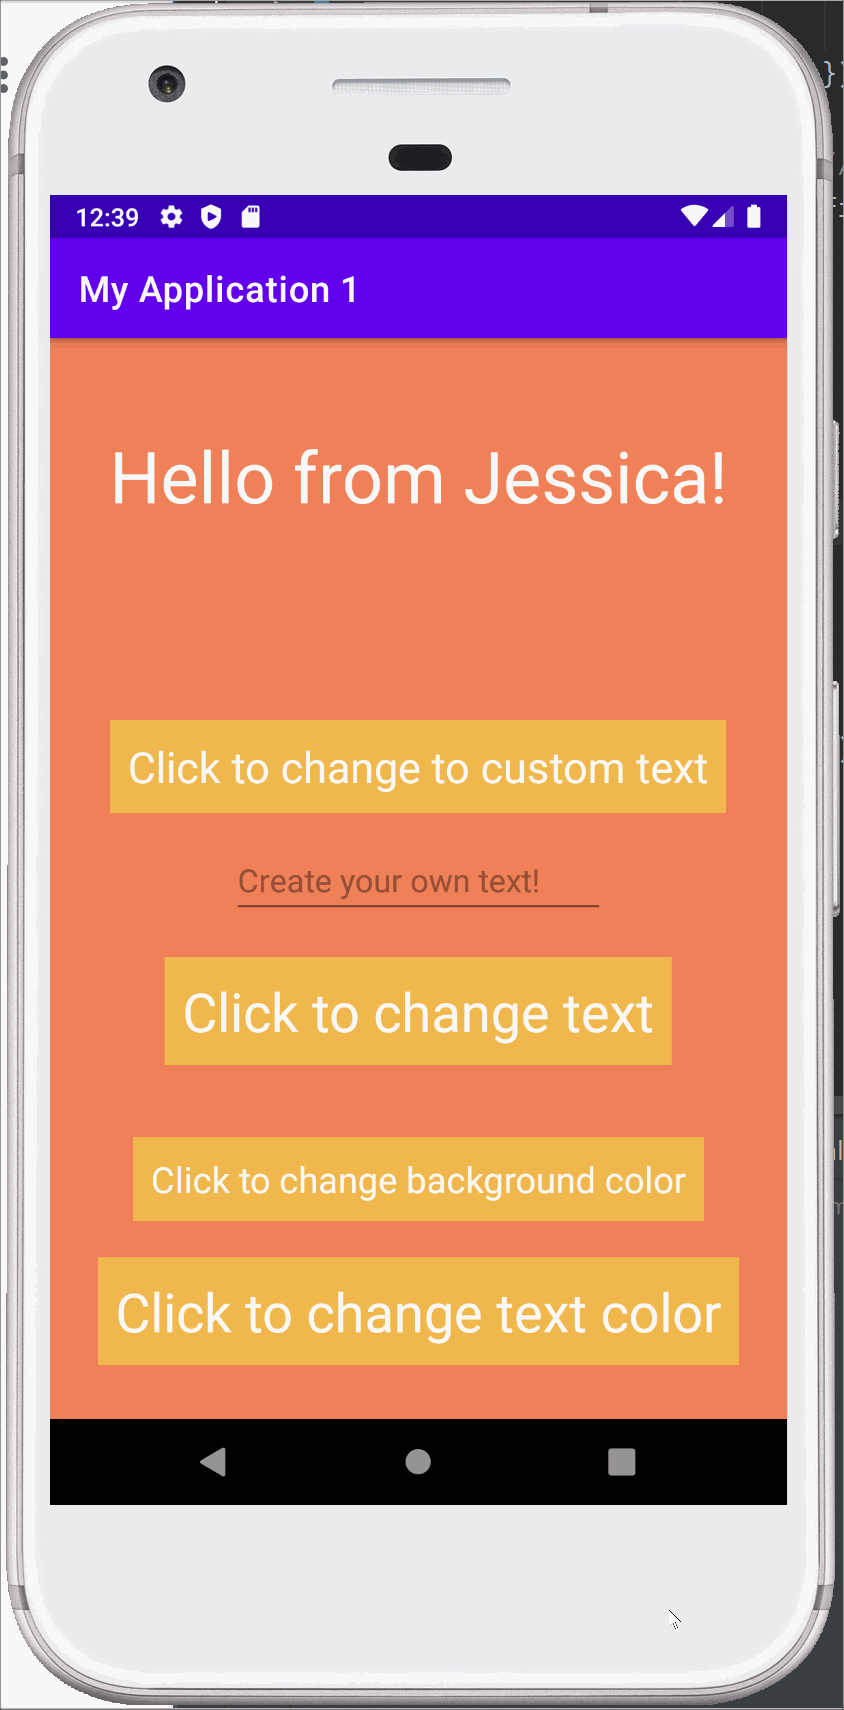 12:39
My Application 1
Hello from Jessica!
Click to change to custom text
Create your own text!
Click to change text
Click to change background color
Click to change text color